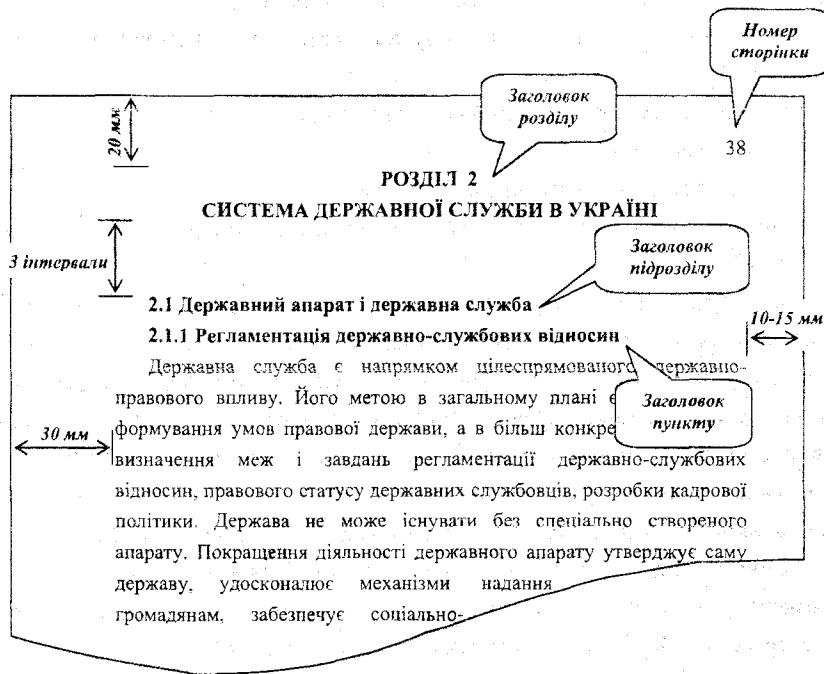 Номер
сторінки
Заголовок
розділу
20 мм
38
РОЗДІЛ 2
СИСТЕМА ДЕРЖАВНОЇ СЛУЖБИ В УКРАЇНІ
3 інтервали
Заголовок
підрозділу
2.1 Державний апарат і державна служба
10-15 мм
2.1.1 Регламентація державно-службових відносин
Державна служба є напрямком цілеспрямованого державно-
правового впливу. Його метою в загальному плані є
Заголовок
пункту
30 мм
формування умов правової держави, а в більш конкре
визначення меж і завдань регламентації державно-службових
відносин, правового статусу державних службовців, розробки кадрової
політики. Держава не може існувати без спеціально створеного
апарату. Покращення діяльності державного апарату утверджує саму
державу, удосконалює механізми надання
громадянам, забезпечує соціально-